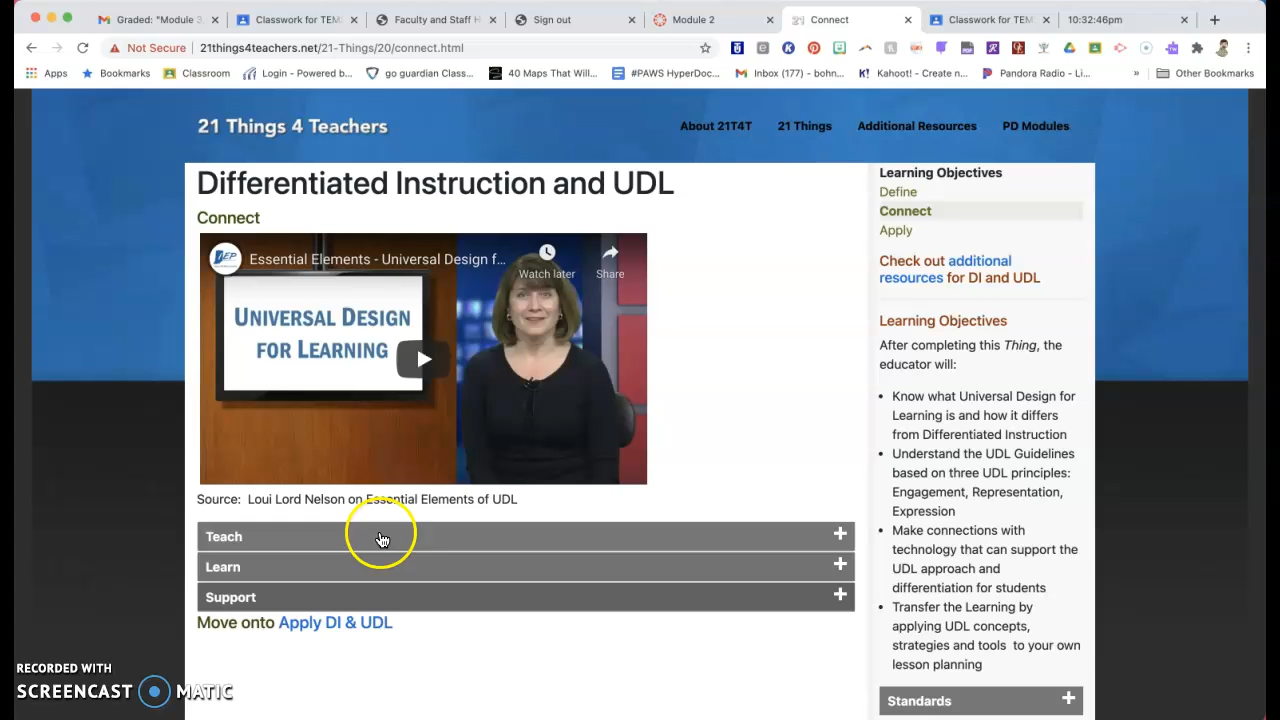 Graded: "Module 3,
Classwork for TEM
Faculty and Staff H
Sign out
Module 2
Connect
Classwork for TEM
10:32:46pm
Not Secure
21things4teachers.net/21-Things/20/connect.html
Apps
Bookmarks
Classroom
Login - Powered b...
go guardian Class...
40 Maps That Will...
#PAWS HyperDoc...
Inbox (177) - bohn...
Kahoot! - Create n...
Pandora Radio - Li...
»
Other Bookmarks
21 Things 4 Teachers
About 21T4T
21 Things
Additional Resources
PD Modules
Differentiated Instruction and UDL
Connect
Essential Elements - Universal Design f...
Watch later
Share
UNIVERSAL DESIGN
FOR LEARNING
Source: Loui Lord Nelson on Essential Elements of UDL
Teach
Learn
Support
Move onto Apply DI & UDL
Learning Objectives
Define
Connect
Apply
Check out additional
resources for DI and UDL
Learning Objectives
After completing this Thing, the
educator will:
• Know what Universal Design for
Learning is and how it differs
from Differentiated Instruction
• Understand the UDL Guidelines
based on three UDL principles:
Engagement, Representation,
Expression
• Make connections with
technology that can support the
UDL approach and
differentiation for students
• Transfer the Learning by
applying UDL concepts,
strategies and tools to your own
lesson planning
Standards
RECORDED WITH
SCREENCAST MATIC